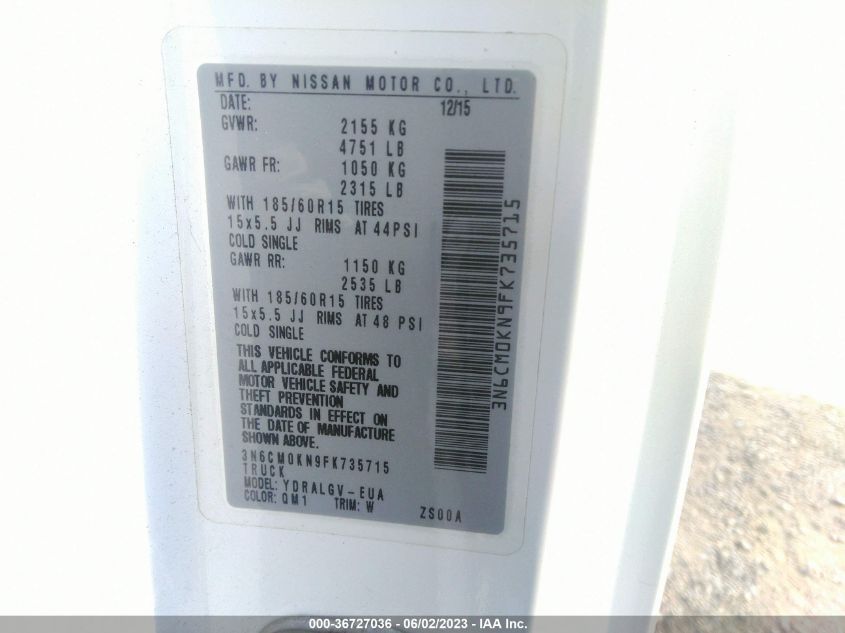 MFD. BY NISSAN MOTOR CO., LTD.
DATE: 12/15
GVWR: 2155 KG
4751 LB
GAWR FR: 1050 KG
2315 LB
WITH 185/60R15 TIRES
15x5.5 JJ RIMS AT 44PSI
COLD SINGLE
GAWR RR: 1150 KG
2535 LB
WITH 185/60R15 TIRES
15x5.5 JJ RIMS AT 48 PSI
COLD SINGLE
THIS VEHICLE CONFORMS TO
ALL APPLICABLE FEDERAL
MOTOR VEHICLE SAFETY AND
THEFT PREVENTION
STANDARDS IN EFFECT ON
THE DATE OF MANUFACTURE
SHOWN ABOVE.
3N6CM0KN9FK735715
TRUCK
MODEL: YDRALGV-EUA
COLOR: QM1 TRIM: W ZS00A
3N6CM0KN9FK735715
000-36727036 - 06/02/2023 - IAA Inc.